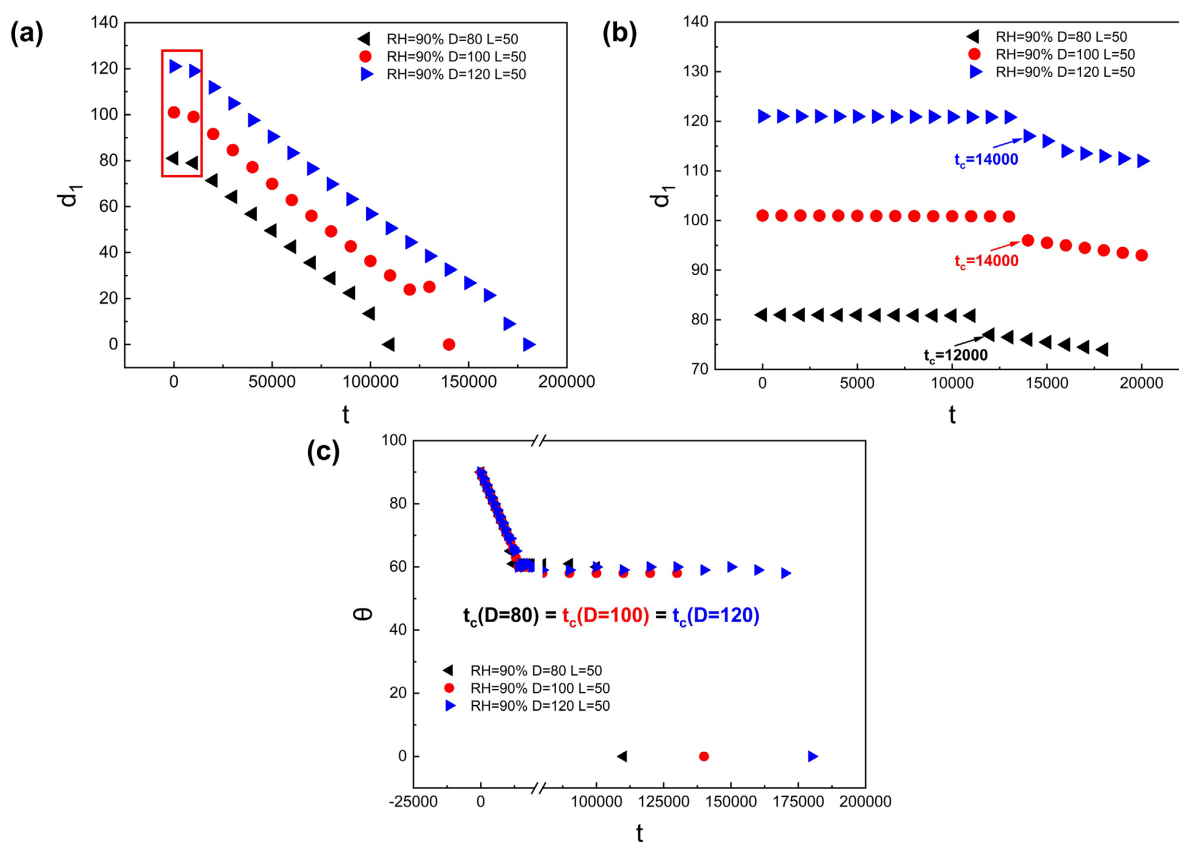 (a)
140
120
100
80
60
40
20
0
d1
RH=90% D=80 L=50
RH=90% D=100 L=50
RH=90% D=120 L=50
0
50000
100000
150000
200000
t
(b)
140
130
120
110
100
90
80
70
d1
RH=90% D=80 L=50
RH=90% D=100 L=50
RH=90% D=120 L=50
tc=14000
tc=14000
tc=12000
0
5000
10000
15000
20000
t
(c)
100
80
60
40
20
0
θ
tc(D=80) = tc(D=100) = tc(D=120)
RH=90% D=80 L=50
RH=90% D=100 L=50
RH=90% D=120 L=50
-25000
0
100000
125000
150000
175000
200000
t